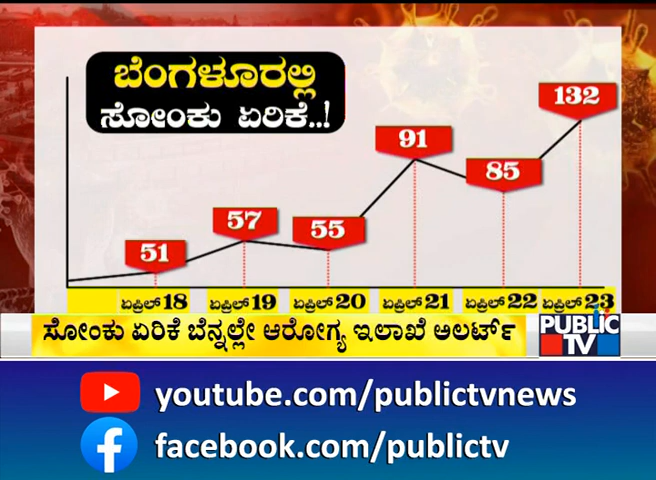 ಬೆಂಗಳೂರಲ್ಲಿ
ಸೋಂಕು ಏರಿಕೆ..!
51
57
55
91
85
132
ಏಪ್ರಿಲ್ 18
ಏಪ್ರಿಲ್ 19
ಏಪ್ರಿಲ್ 20
ಏಪ್ರಿಲ್ 21
ಏಪ್ರಿಲ್ 22
ಏಪ್ರಿಲ್ 23
ಸೋಂಕು ಏರಿಕೆ ಬೆನ್ನಲ್ಲೇ ಆರೋಗ್ಯ ಇಲಾಖೆ ಅಲರ್ಟ್
PUBLiC
TV
youtube.com/publictvnews
facebook.com/publictv